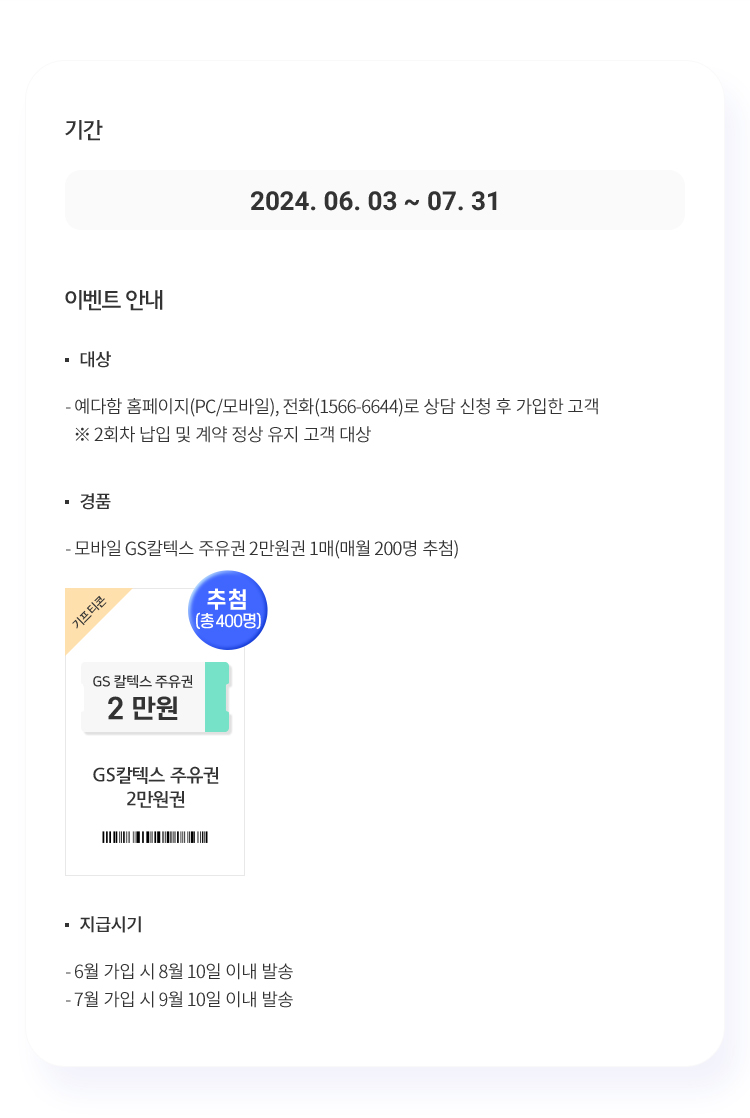 기간
2024. 06. 03 ~ 07. 31
이벤트 안내
▪ 대상
- 예다함 홈페이지(PC/모바일), 전화(1566-6644)로 상담 신청 후 가입한 고객
※ 2회차 납입 및 계약 정상 유지 고객 대상
▪ 경품
- 모바일 GS칼텍스 주유권 2만원권 1매(매월 200명 추첨)
기프티콘
추첨
(총400명)
GS 칼텍스 주유권
2 만원
GS칼텍스 주유권
2만원권
▪ 지급시기
- 6월 가입 시 8월 10일 이내 발송
- 7월 가입 시 9월 10일 이내 발송